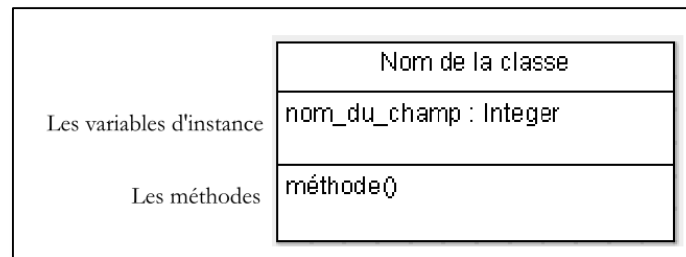 Nom de la classe
Les variables d'instance
nom_du_champ : Integer
Les méthodes
méthode()